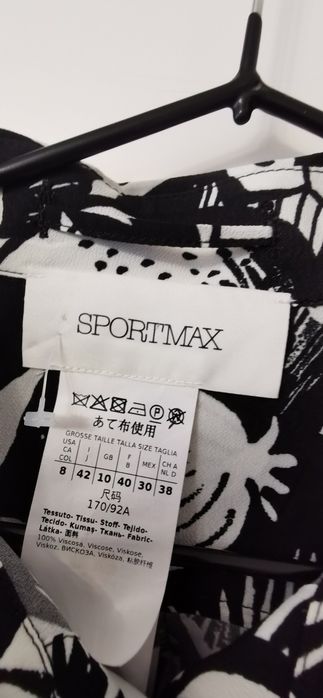 SPORTMAX
P
あて布使用
GRÖSSE TAILLE TALLA SIZE TAGLIA
USA CA COL I J GB F B MEX CH A NL D
8 42 10 40 30 38
尺码
170/92A
Tessuto- Tissu- Stoff- Tejido-
Tecido- Kumaş- Ткань- Fabric-
Látka- 面料
100% Viscosa, Viscose, Viskose,
Viskoz, ВИСКОЗА, Viskóza, 粘胶纤维